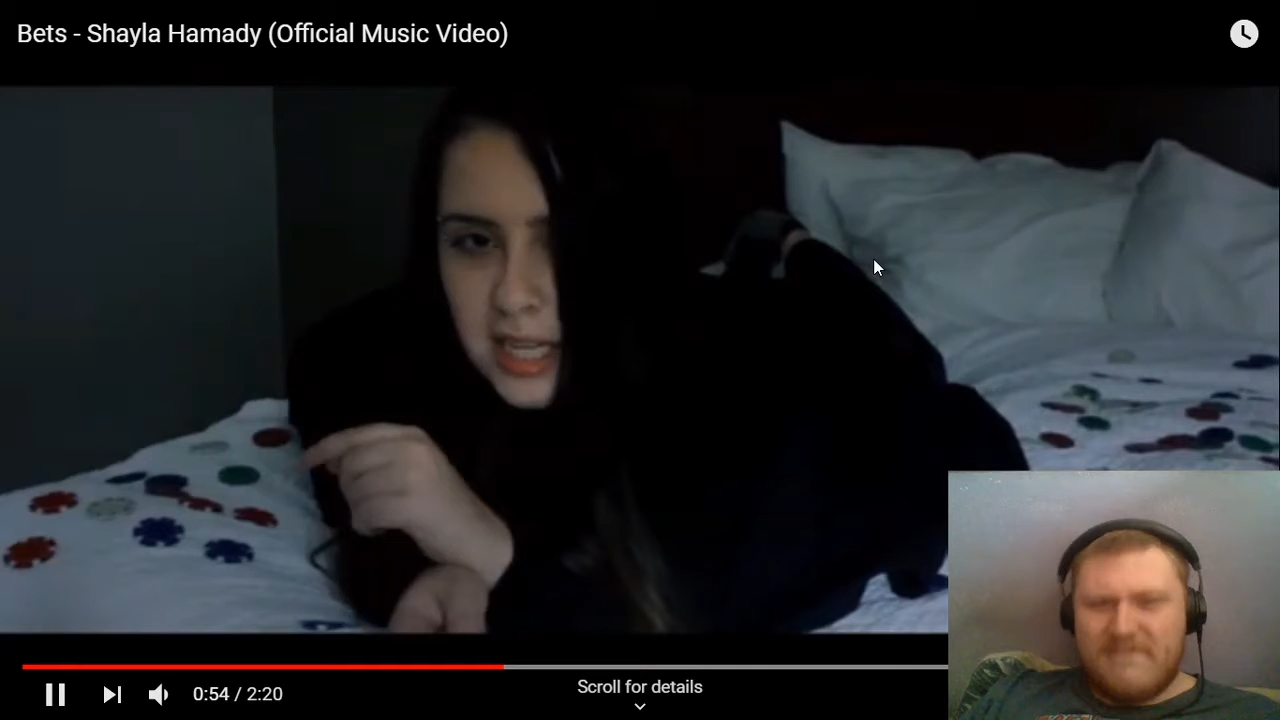 Bets - Shayla Hamady (Official Music Video)
0:54 / 2:20
Scroll for details